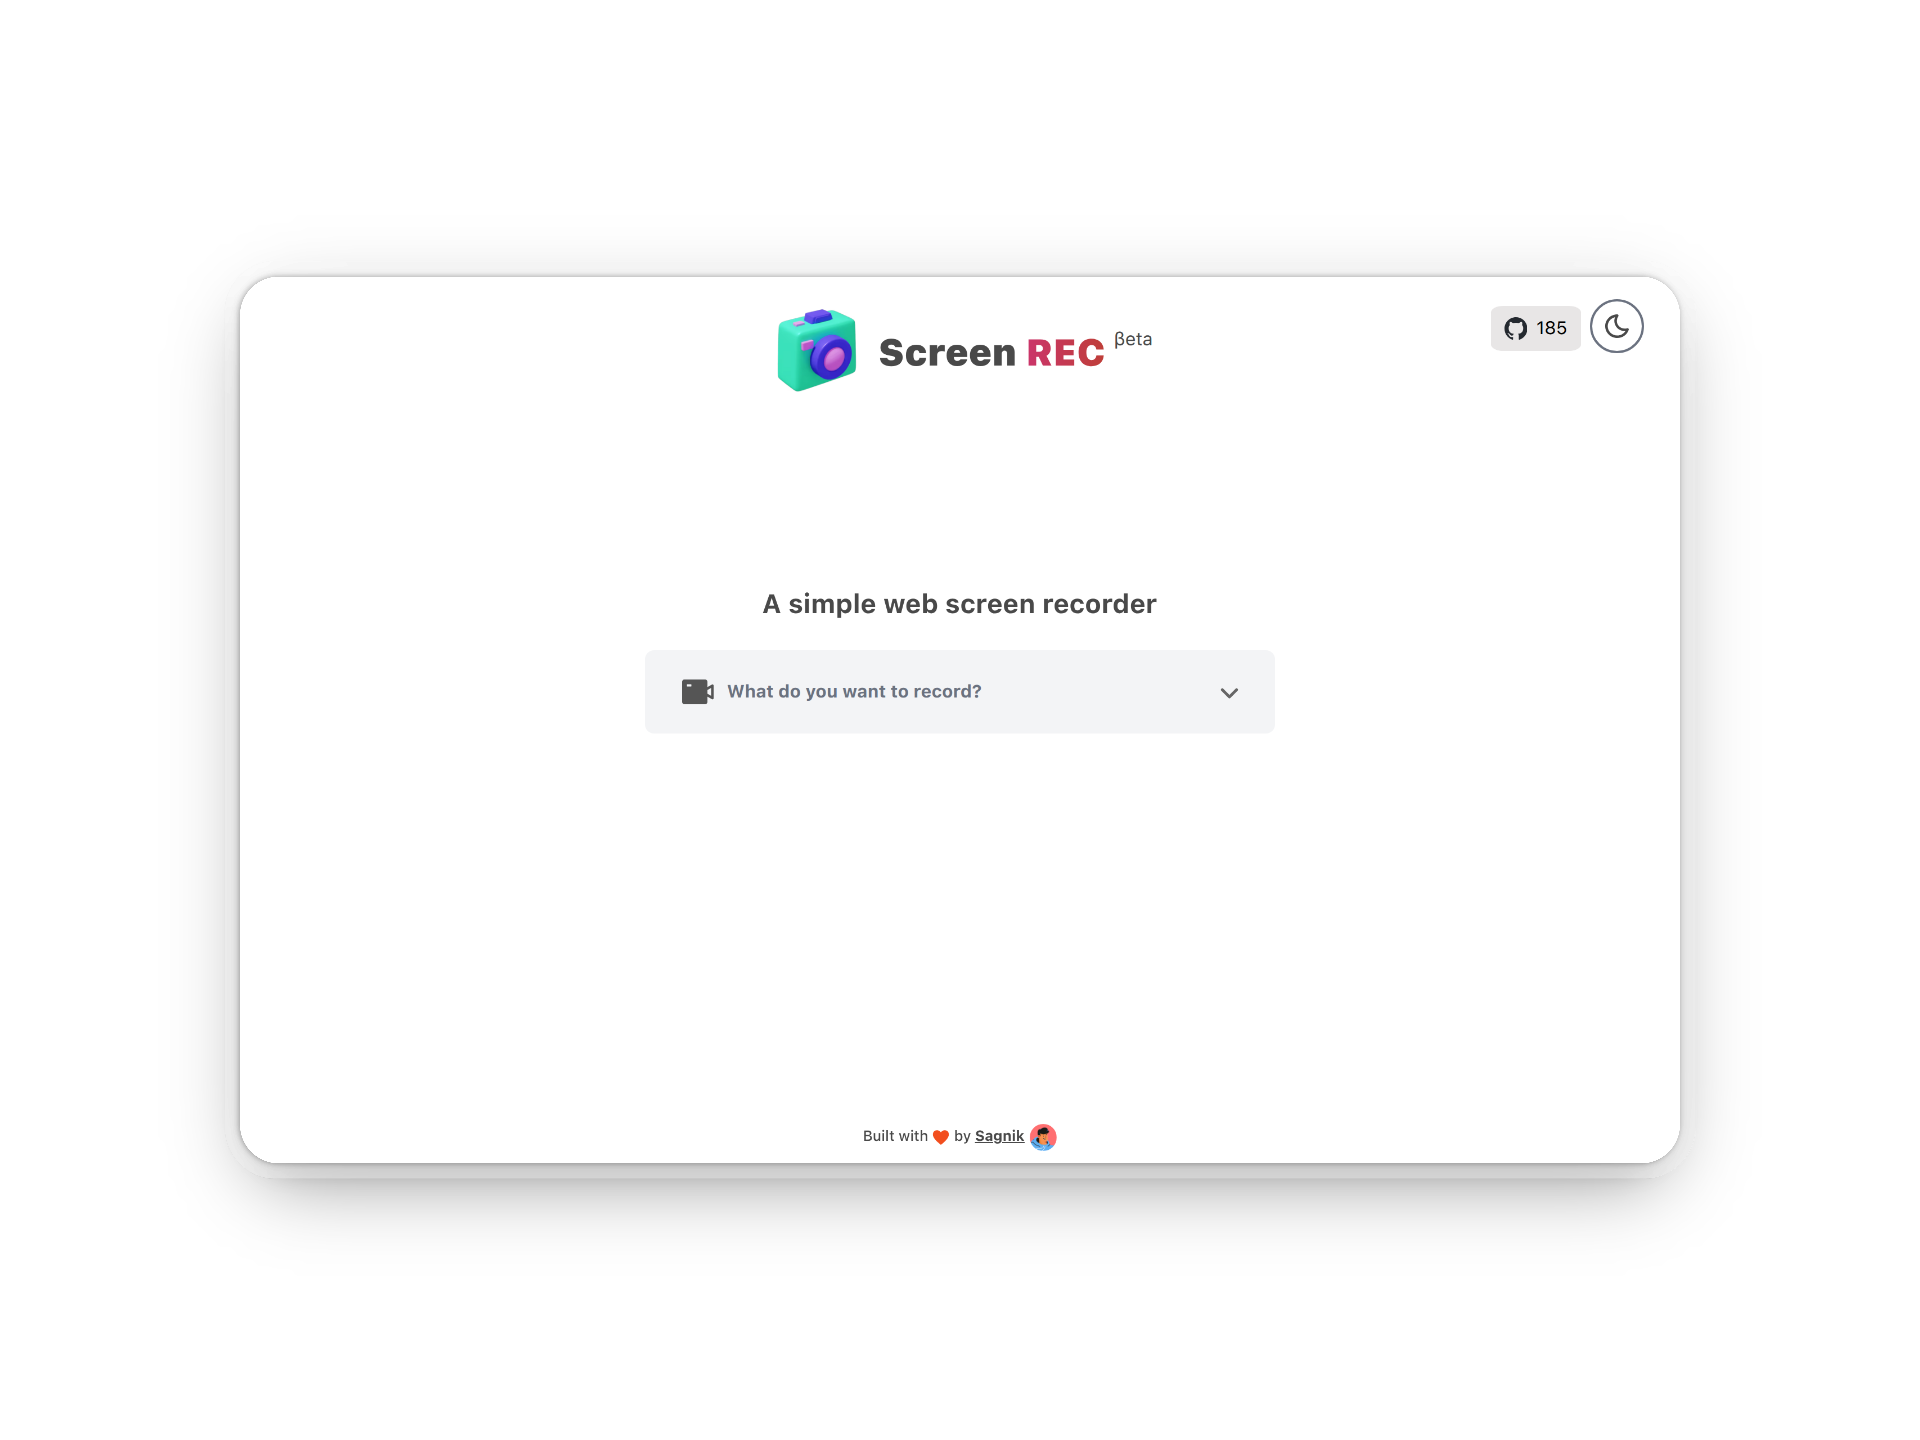 Screen REC βeta
185
A simple web screen recorder
What do you want to record?
Built with ❤ by Sagnik